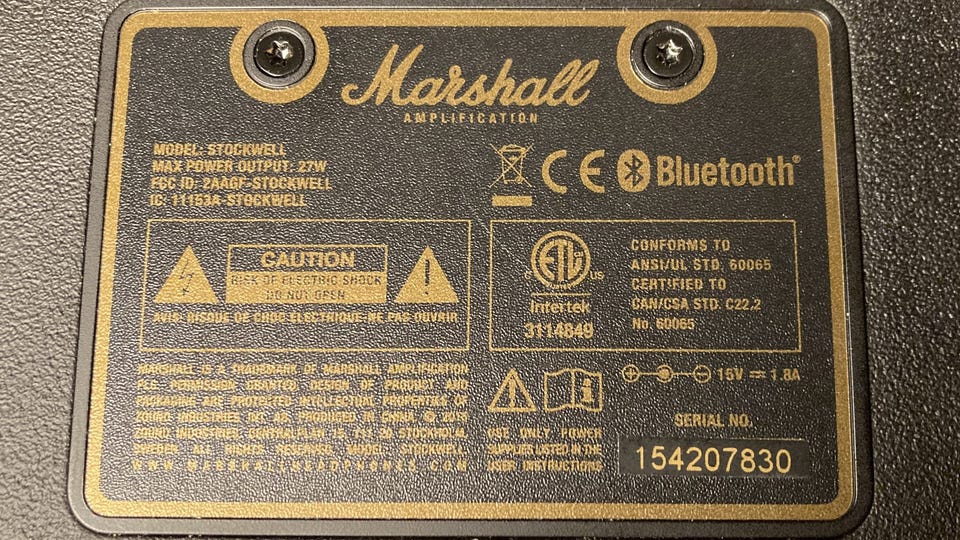 Marshall
AMPLIFICATION
MODEL: STOCKWELL
MAX POWER OUTPUT: 27W
FCC ID: 2AAGF-STOCKWELL
IC: 11153A-STOCKWELL
CE Bluetooth®
CAUTION
RISK OF ELECTRIC SHOCK
DO NOT OPEN
AVIS: RISQUE DE CHOC ELECTRIQUE-NE PAS OUVRIR
ETL
C US
Intertek
3114849
CONFORMS TO
ANSI/UL STD. 60065
CERTIFIED TO
CAN/CSA STD. C22.2
No. 60065
MARSHALL IS A TRADEMARK OF MARSHALL AMPLIFICATION
PLC. PERMISSION GRANTED. DESIGN OF PRODUCT AND
PACKAGING ARE PROTECTED INTELLECTUAL PROPERTIES OF
ZOUND INDUSTRIES INT. AB. PRODUCED IN CHINA. ©
ZOUND INDUSTRIES STOCKHOLM,
SWEDEN. ALL RIGHTS RESERVED. MODEL: STOCKWELL
WWW.MARSHALLHEADPHONES.COM
USE ONLY POWER
SUPPLIES LISTED IN THE
USER INSTRUCTIONS
15V 1.8A
SERIAL NO.
154207830